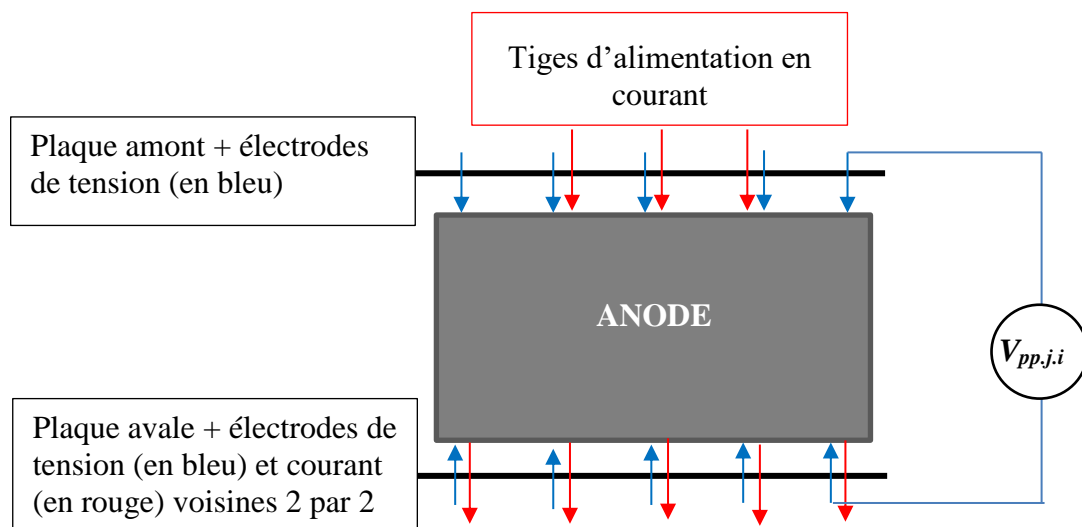 Tiges d’alimentation en
courant
Plaque amont + électrodes
de tension (en bleu)
ANODE
V pp.j.i
Plaque avale + électrodes de
tension (en bleu) et courant
(en rouge) voisines 2 par 2